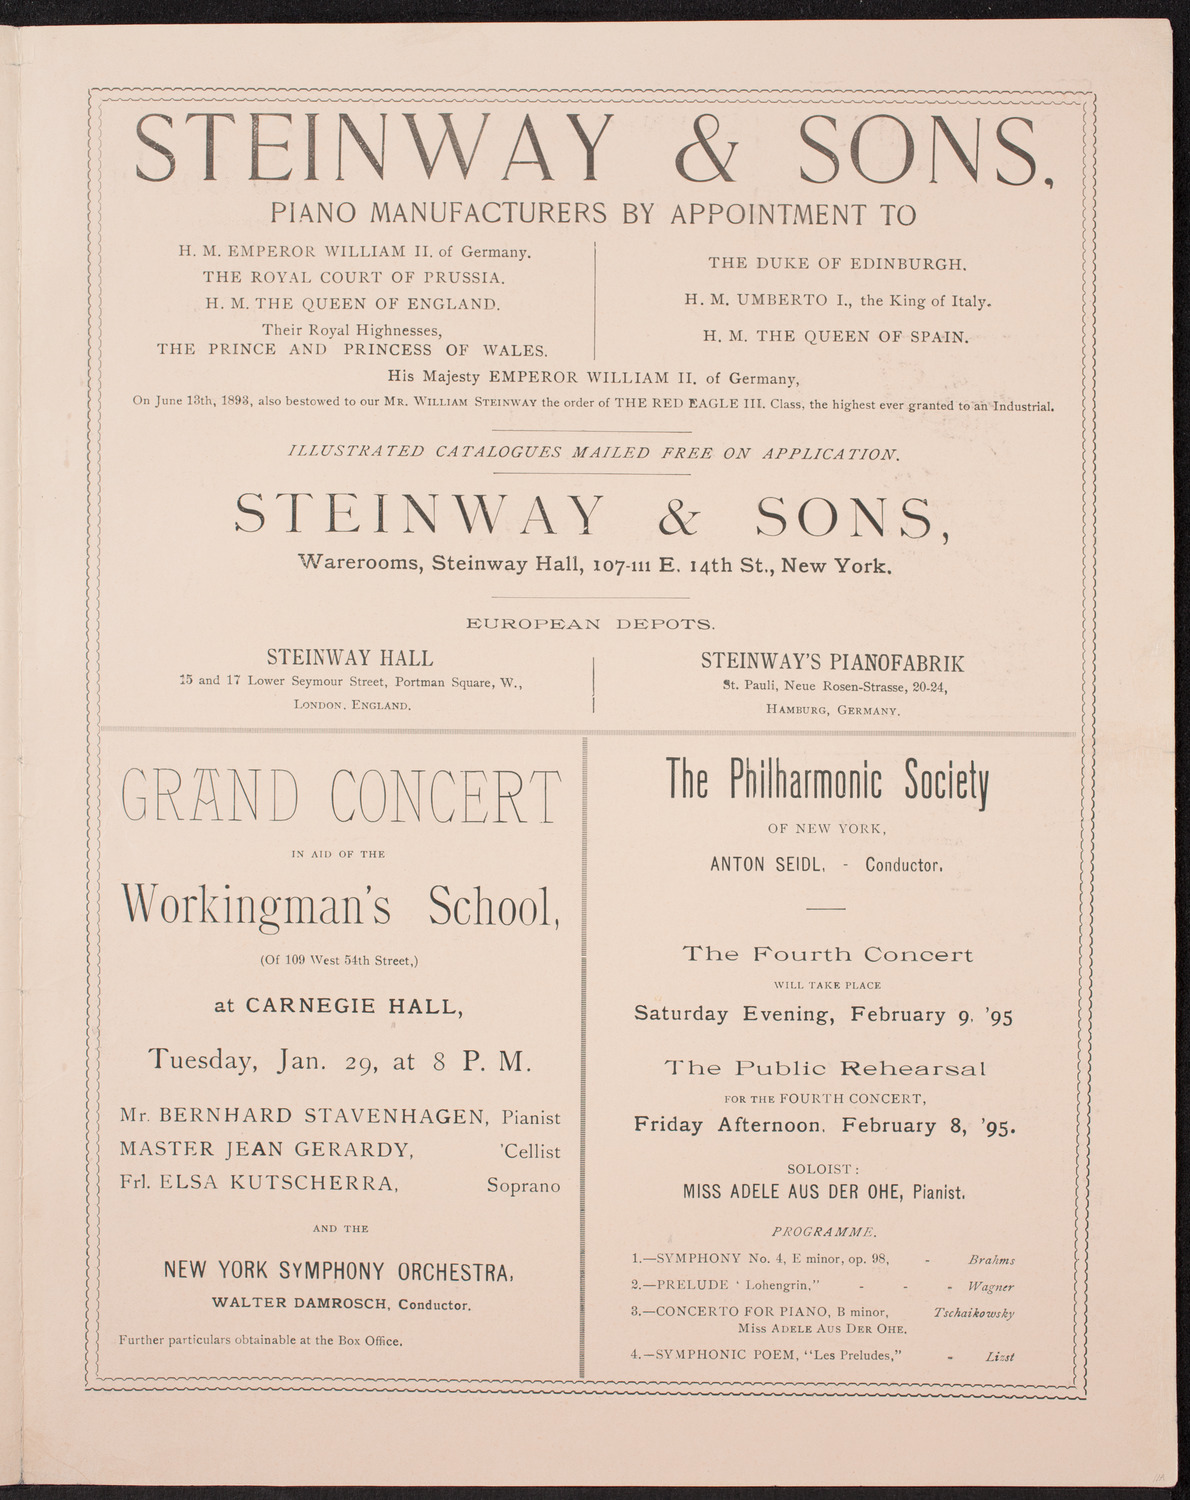 STEINWAY & SONS,
PIANO MANUFACTURERS BY APPOINTMENT TO
H. M. EMPEROR WILLIAM II. of Germany.
THE ROYAL COURT OF PRUSSIA.
H. M. THE QUEEN OF ENGLAND.
Their Royal Highnesses,
THE PRINCE AND PRINCESS OF WALES.
THE DUKE OF EDINBURGH.
H. M. UMBERTO I., the King of Italy.
H. M. THE QUEEN OF SPAIN.
His Majesty EMPEROR WILLIAM II. of Germany,
On June 13th, 1893, also bestowed to our MR. WILLIAM STEINWAY the order of THE RED EAGLE III. Class, the highest ever granted to an Industrial.
ILLUSTRATED CATALOGUES MAILED FREE ON APPLICATION.
STEINWAY & SONS,
Warerooms, Steinway Hall, 107-111 E. 14th St., New York.
EUROPEAN DEPOTS.
STEINWAY HALL
15 and 17 Lower Seymour Street, Portman Square, W.,
LONDON. ENGLAND.
STEINWAY'S PIANOFABRIK
St. Pauli, Neue Rosen-Strasse, 20-24,
HAMBURG, GERMANY.
GRAND CONCERT
IN AID OF THE
Workingman's School,
(Of 109 West 54th Street,)
at CARNEGIE HALL,
Tuesday, Jan. 29, at 8 P. M.
Mr. BERNHARD STAVENHAGEN, Pianist
MASTER JEAN GERARDY, 'Cellist
Frl. ELSA KUTSCHERRA, Soprano
AND THE
NEW YORK SYMPHONY ORCHESTRA,
WALTER DAMROSCH, Conductor.
Further particulars obtainable at the Box Office.
The Philharmonic Society
OF NEW YORK,
ANTON SEIDL, - Conductor.
The Fourth Concert
WILL TAKE PLACE
Saturday Evening, February 9. '95
The Public Rehearsal
FOR THE FOURTH CONCERT,
Friday Afternoon, February 8, '95.
SOLOIST:
MISS ADELE AUS DER OHE, Pianist.
PROGRAMME.
1.—SYMPHONY No. 4, E minor, op. 98, - Brahms
2.—PRELUDE ' Lohengrin," - - - Wagner
3.—CONCERTO FOR PIANO, B minor, Tschaikowsky
Miss ADELE AUS DER OHE.
4.—SYMPHONIC POEM, "Les Preludes," - Liszt